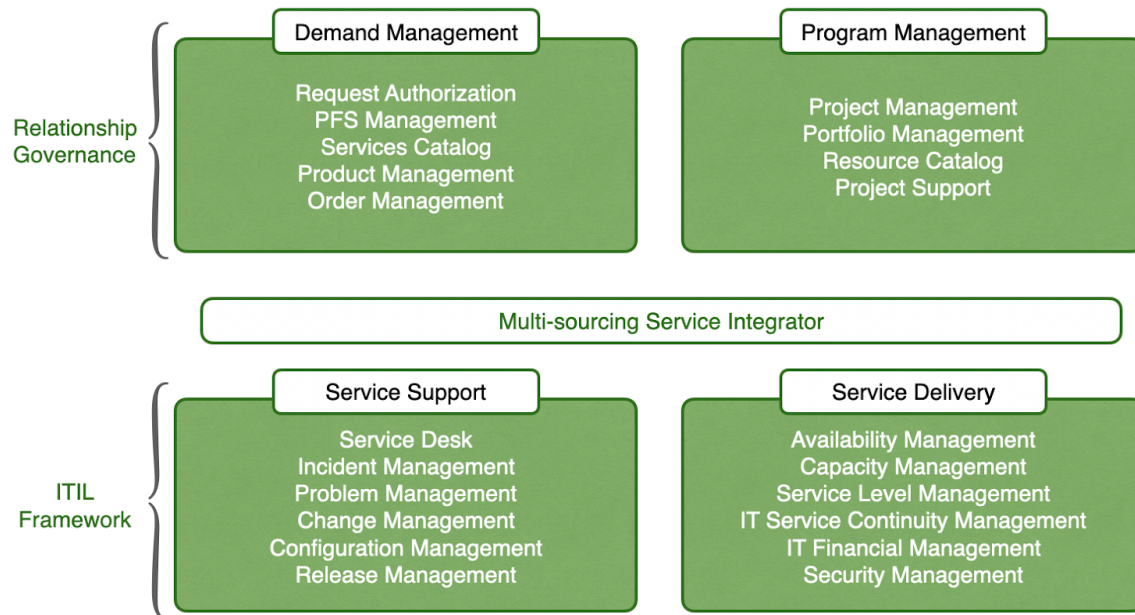 Relationship
Governance
Demand Management
Request Authorization
PFS Management
Services Catalog
Product Management
Order Management
Program Management
Project Management
Portfolio Management
Resource Catalog
Project Support
Multi-sourcing Service Integrator
ITIL
Framework
Service Support
Service Desk
Incident Management
Problem Management
Change Management
Configuration Management
Release Management
Service Delivery
Availability Management
Capacity Management
Service Level Management
IT Service Continuity Management
IT Financial Management
Security Management